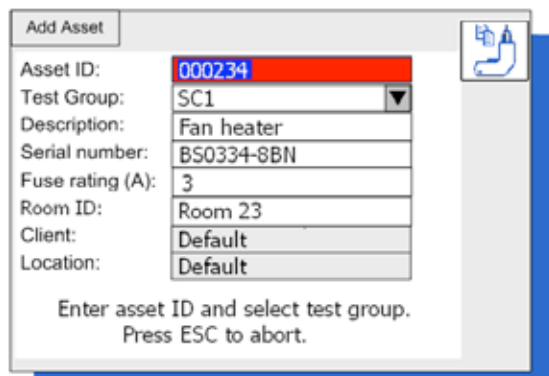 Add Asset
Asset ID: 000234
Test Group: SC1
Description: Fan heater
Serial number: BS0334-8BN
Fuse rating (A): 3
Room ID: Room 23
Client: Default
Location: Default
Enter asset ID and select test group.
Press ESC to abort.